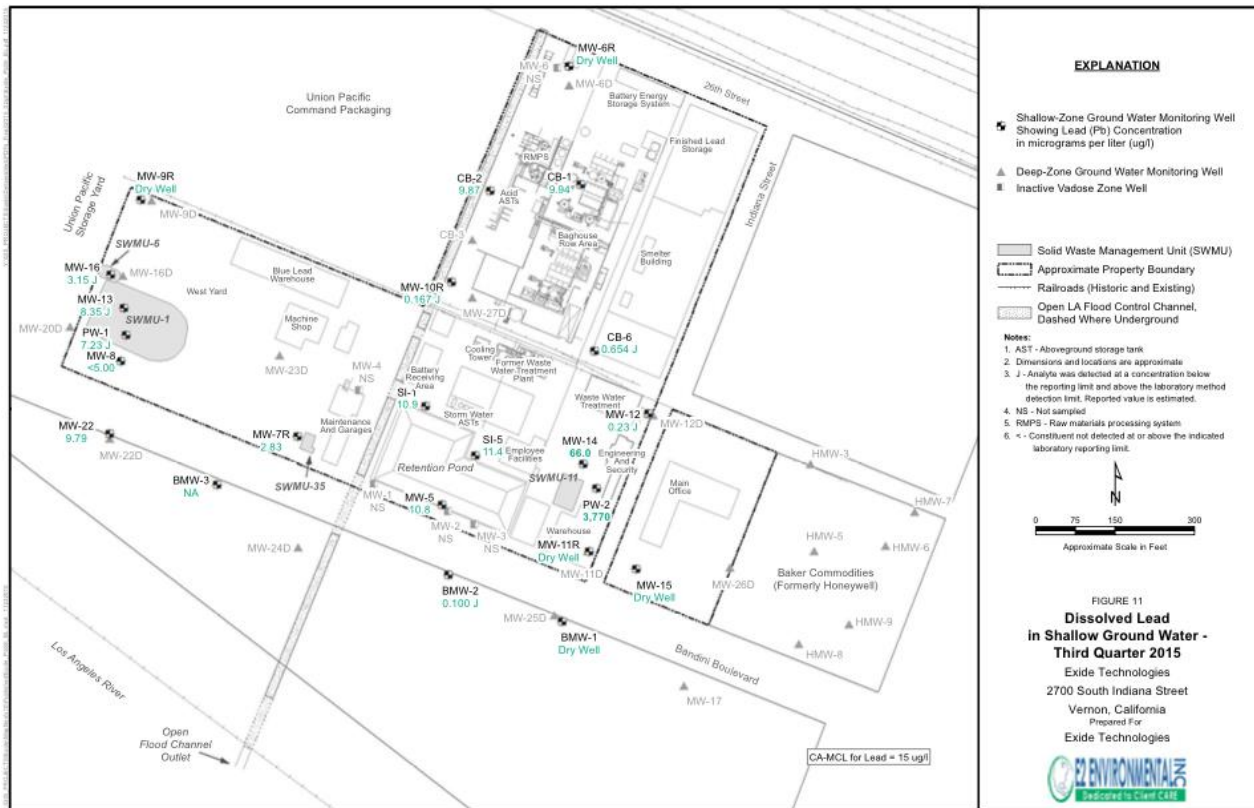 MW-6R
Dry Well
MW-6
NS
MW-6D
Battery Energy
Storage System
26th Street
Union Pacific
Command Packaging
Finished Lead
Storage
RMPS
CB-1
9.94
CB-2
9.87
Acid
ASTs
Indiana Street
MW-9R
Dry Well
MW-9D
Union Pacific
Storage Yard
CB-3
Baghouse
Row Area
Smelter
Building
SWMU-6
MW-16
3.15 J
MW-16D
Blue Lead
Warehouse
West Yard
MW-10R
0.167 J
MW-13
8.35 J
SWMU-1
MW-27D
Machine
Shop
MW-20D
PW-1
7.23 J
MW-8
<5.00
MW-23D
CB-6
0.654 J
Cooling
Tower
Former Waste
Water-Treatment
Plant
MW-4
NS
Battery
Receiving
Area
SI-1
10.9
Storm Water
ASTs
Waste Water
Treatment
MW-12
0.23 J
MW-12D
Maintenance
And Garages
MW-22
9.79
MW-22D
MW-7R
2.83
SWMU-35
SI-5
11.4
Employee
Facilities
MW-14
66.0
Engineering
And
Security
Retention Pond
SWMU-11
HMW-3
BMW-3
NA
MW-1
NS
MW-5
10.8
MW-2
NS
MW-3
NS
PW-2
3,770
Main
Office
HMW-7
Warehouse
MW-11R
Dry Well
MW-11D
HMW-5
HMW-6
MW-24D
MW-15
Dry Well
MW-26D
Baker Commodities
(Formerly Honeywell)
BMW-2
0.100 J
MW-25D
BMW-1
Dry Well
HMW-9
HMW-8
Bandini Boulevard
MW-17
Los Angeles River
Open
Flood Channel
Outlet
CA-MCL for Lead = 15 ug/l
EXPLANATION
Shallow-Zone Ground Water Monitoring Well
Showing Lead (Pb) Concentration
in micrograms per liter (ug/l)
Deep-Zone Ground Water Monitoring Well
Inactive Vadose Zone Well
Solid Waste Management Unit (SWMU)
Approximate Property Boundary
Railroads (Historic and Existing)
Open LA Flood Control Channel,
Dashed Where Underground
Notes:
1. AST - Aboveground storage tank
2. Dimensions and locations are approximate
3. J - Analyte was detected at a concentration below
the reporting limit and above the laboratory method
detection limit. Reported value is estimated.
4. NS - Not sampled
5. RMPS - Raw materials processing system
6. < - Constituent not detected at or above the indicated
laboratory reporting limit.
N
0 75 150 300
Approximate Scale in Feet
FIGURE 11
Dissolved Lead
in Shallow Ground Water -
Third Quarter 2015
Exide Technologies
2700 South Indiana Street
Vernon, California
Prepared For
Exide Technologies
E2 ENVIRONMENTAL INC
Dedicated to Client CARE